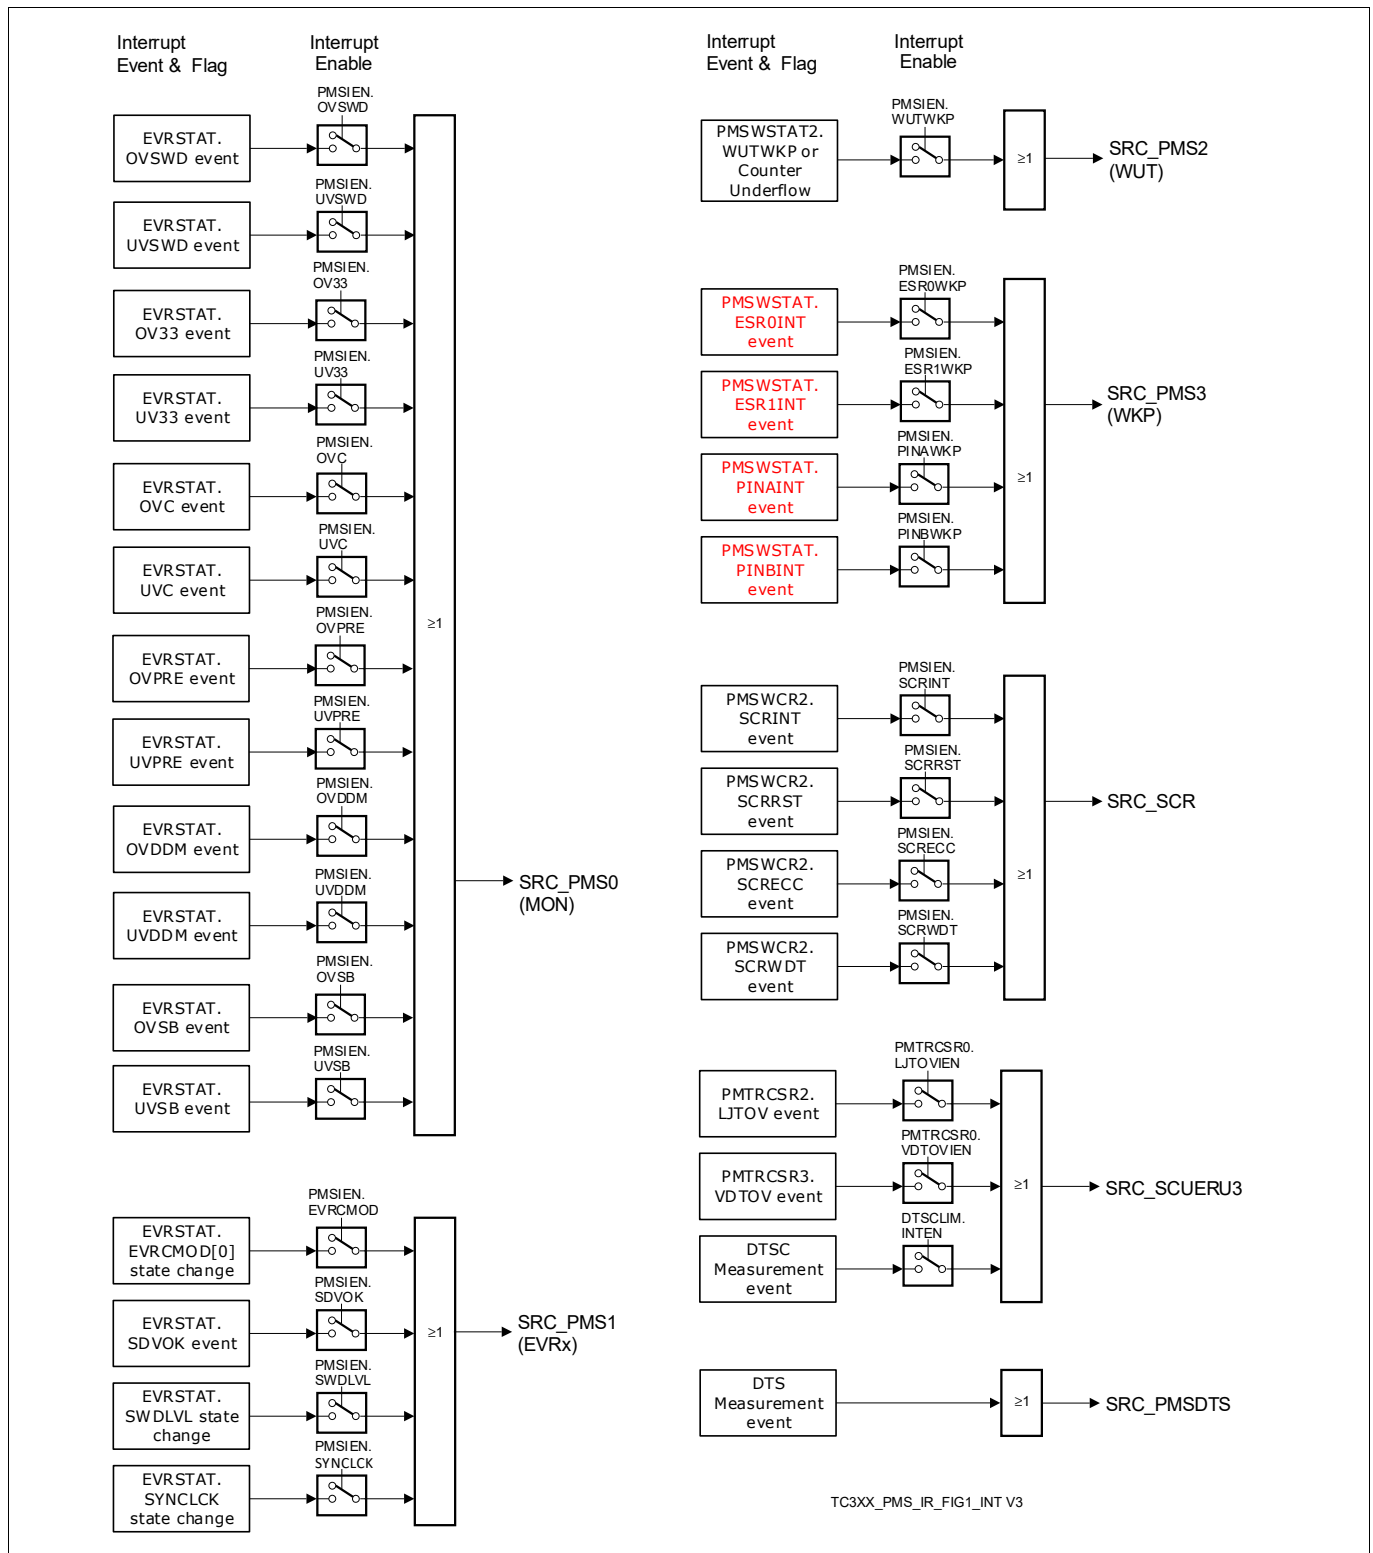 Interrupt
Event & Flag
Interrupt
Enable
PMSIEN.
OVSWD
EVRSTAT.
OVSWD event
PMSIEN.
UVSWD
EVRSTAT.
UVSWD event
PMSIEN.
OV33
EVRSTAT.
OV33 event
PMSIEN.
UV33
EVRSTAT.
UV33 event
PMSIEN.
OVC
EVRSTAT.
OVC event
PMSIEN.
UVC
EVRSTAT.
UVC event
PMSIEN.
OVPRE
EVRSTAT.
OVPRE event
PMSIEN.
UVPRE
EVRSTAT.
UVPRE event
PMSIEN.
OVDDM
EVRSTAT.
OVDDM event
PMSIEN.
UVDDM
EVRSTAT.
UVDDM event
PMSIEN.
OVSB
EVRSTAT.
OVSB event
PMSIEN.
UVSB
EVRSTAT.
UVSB event
≥1
SRC_PMS0
(MON)
PMSIEN.
EVRCMOD
EVRSTAT.
EVRCMOD[0]
state change
PMSIEN.
SDVOK
EVRSTAT.
SDVOK event
PMSIEN.
SWDLVL
EVRSTAT.
SWDLVL state
change
PMSIEN.
SYNCLCK
EVRSTAT.
SYNCLCK
state change
≥1
SRC_PMS1
(EVRx)
Interrupt
Event & Flag
Interrupt
Enable
PMSIEN.
WUTWKP
PMSWSTAT2.
WUTWKP or
Counter
Underflow
≥1
SRC_PMS2
(WUT)
PMSIEN.
ESR0WKP
PMSWSTAT.
ESR0INT
event
PMSIEN.
ESR1WKP
PMSWSTAT.
ESR1INT
event
PMSIEN.
PINAWKP
PMSWSTAT.
PINAINT
event
PMSIEN.
PINBWKP
PMSWSTAT.
PINBINT
event
≥1
SRC_PMS3
(WKP)
PMSIEN.
SCRINT
PMSWCR2.
SCRINT
event
PMSIEN.
SCRRST
PMSWCR2.
SCRRST
event
PMSIEN.
SCRECC
PMSWCR2.
SCRECC
event
PMSIEN.
SCRWDT
PMSWCR2.
SCRWDT
event
≥1
SRC_SCR
PMTRCSR0.
LJTOVIEN
PMTRCSR2.
LJTOV event
PMTRCSR0.
VDTOVIEN
PMTRCSR3.
VDTOV event
DTSCLIM.
INTEN
DTSC
Measurement
event
≥1
SRC_SCUERU3
DTS
Measurement
event
≥1
SRC_PMSDTS
TC3XX_PMS_IR_FIG1_INT V3